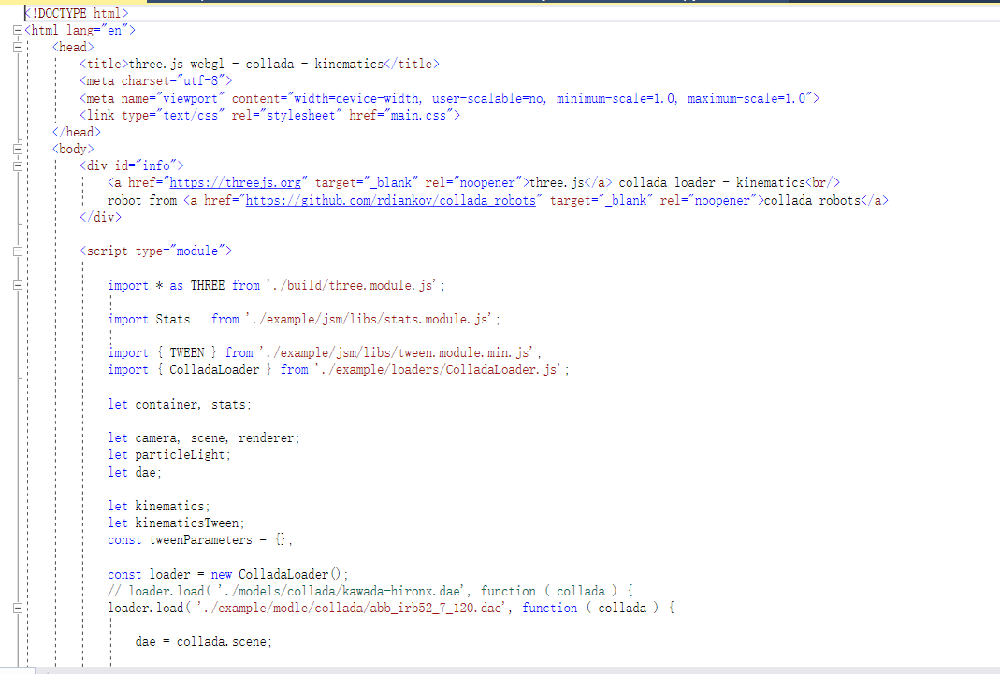 <!DOCTYPE html>
<html lang="en">
<head>
<title>three.js webgl - collada - kinematics</title>
<meta charset="utf-8">
<meta name="viewport" content="width=device-width, user-scalable=no, minimum-scale=1.0, maximum-scale=1.0">
<link type="text/css" rel="stylesheet" href="main.css">
</head>
<body>
<div id="info">
<a href="https://threejs.org" target="_blank" rel="noopener">three.js</a> collada loader - kinematics<br/>
robot from <a href="https://github.com/rdiankov/collada_robots" target="_blank" rel="noopener">collada robots</a>
</div>
<script type="module">
import * as THREE from './build/three.module.js';
import Stats from './example/jsm/libs/stats.module.js';
import { TWEEN } from './example/jsm/libs/tween.module.min.js';
import { ColladaLoader } from './example/loaders/ColladaLoader.js';
let container, stats;
let camera, scene, renderer;
let particleLight;
let dae;
let kinematics;
let kinematicsTween;
const tweenParameters = {};
const loader = new ColladaLoader();
// loader.load( './models/collada/kawada-hironx.dae', function ( collada ) {
loader.load( './example/modle/collada/abb_irb52_7_120.dae', function ( collada ) {
dae = collada.scene;